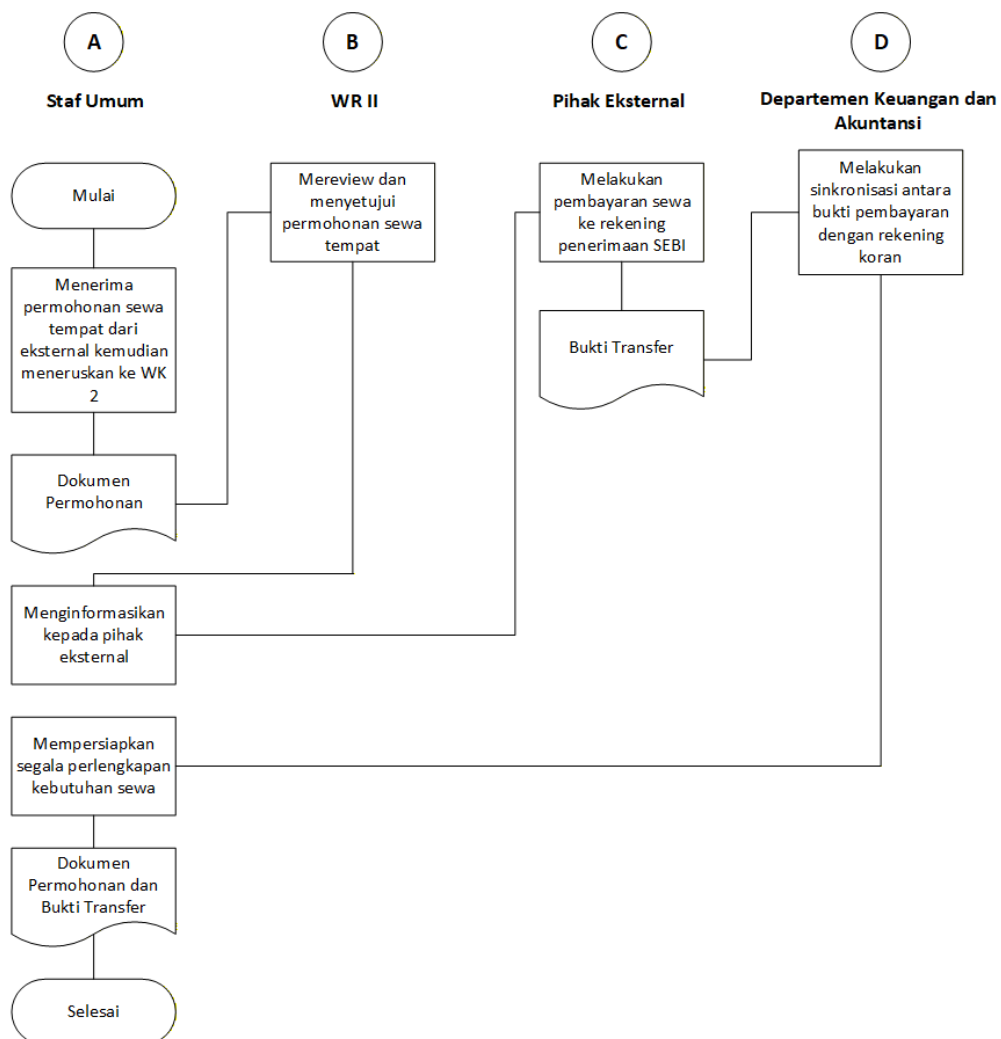 A
B
C
D
Staf Umum
WR II
Pihak Eksternal
Departemen Keuangan dan
Akuntansi
Mulai
Mereview dan
menyetujui
permohonan sewa
tempat
Melakukan
pembayaran sewa
ke rekening
penerimaan SEBI
Melakukan
sinkronisasi antara
bukti pembayaran
dengan rekening
koran
Menerima
permohonan sewa
tempat dari
eksternal kemudian
meneruskan ke WK
2
Bukti Transfer
Dokumen
Permohonan
Menginformasikan
kepada pihak
eksternal
Mempersiapkan
segala perlengkapan
kebutuhan sewa
Dokumen
Permohonan dan
Bukti Transfer
Selesai